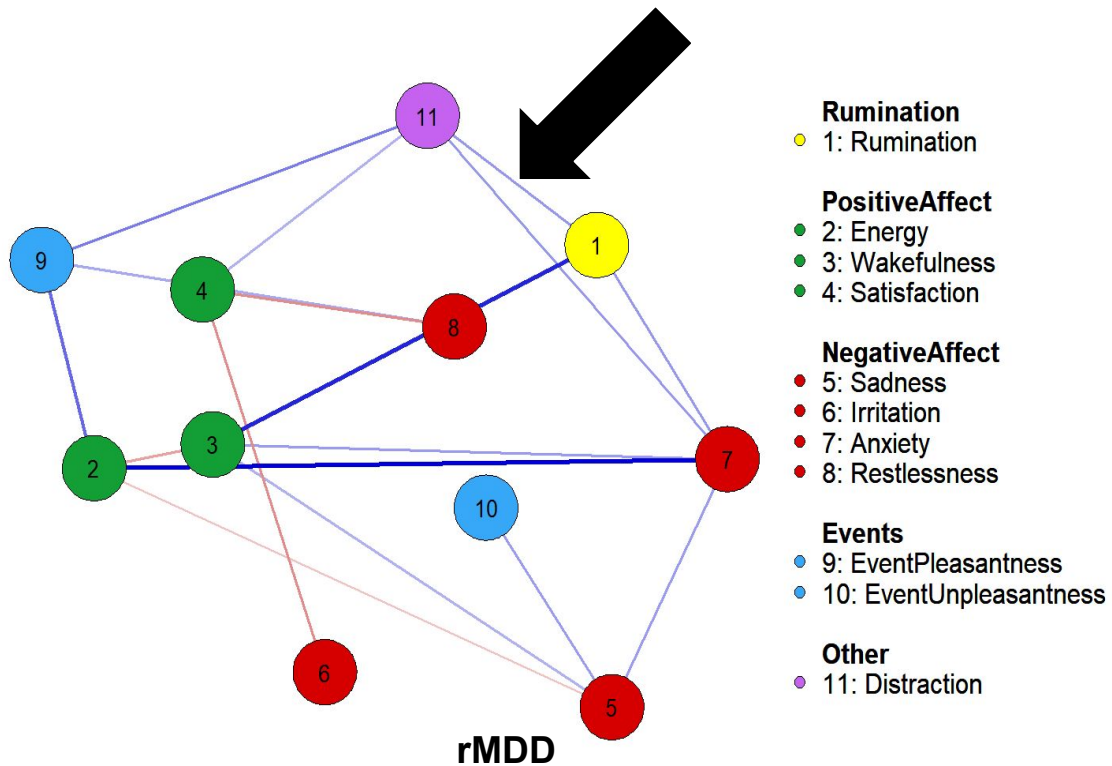 11
1
9
4
8
3
2
7
10
6
5
rMDD
Rumination
1: Rumination
PositiveAffect
2: Energy
3: Wakefulness
4: Satisfaction
NegativeAffect
5: Sadness
6: Irritation
7: Anxiety
8: Restlessness
Events
9: EventPleasantness
10: EventUnpleasantness
Other
11: Distraction